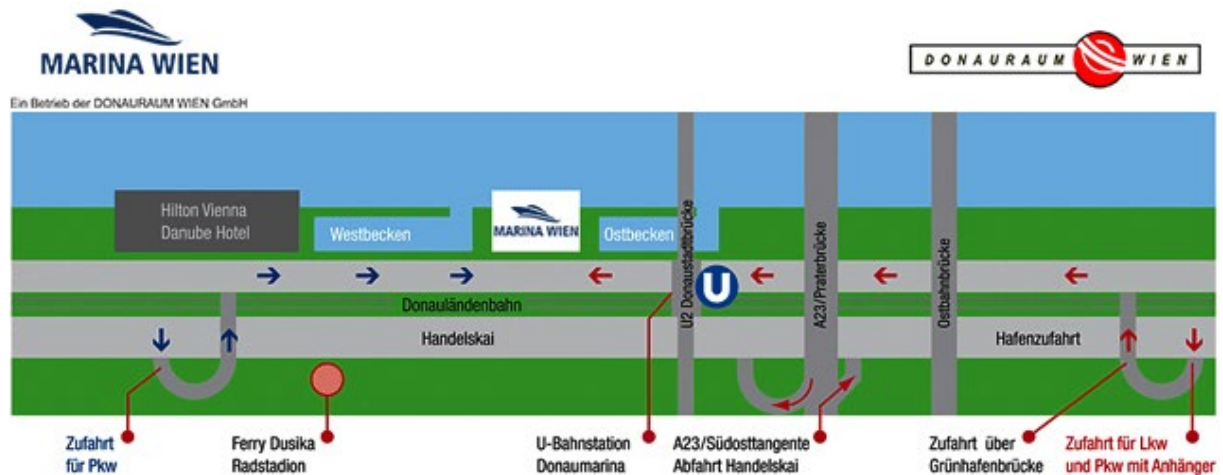 MARINA WIEN
Ein Betrieb der DONAURAUM WIEN GmbH
DONAURAUM WIEN
Hilton Vienna
Danube Hotel
Westbecken
MARINA WIEN
Ostbecken
U2 Donaustadtbrücke
U
A23/Praterbrücke
Ostbahnbrücke
Donauländenbahn
Handelskai
Hafenzufahrt
Zufahrt
für Pkw
Ferry Dusika
Radstadion
U-Bahnstation
Donaumarina
A23/Südosttangente
Abfahrt Handelskai
Zufahrt über
Grünhafenbrücke
Zufahrt für Lkw
und Pkw mit Anhänger